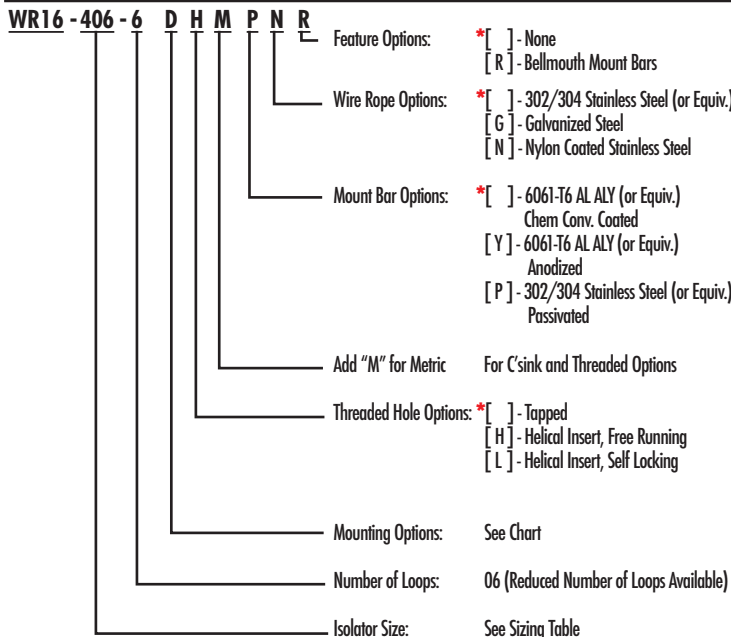 WR16 - 406 - 6 D H M P N R
Feature Options: *[ ] - None
[ R ] - Bellmouth Mount Bars
Wire Rope Options: *[ ] - 302/304 Stainless Steel (or Equiv.)
[ G ] - Galvanized Steel
[ N ] - Nylon Coated Stainless Steel
Mount Bar Options: *[ ] - 6061-T6 AL ALY (or Equiv.)
Chem Conv. Coated
[ Y ] - 6061-T6 AL ALY (or Equiv.)
Anodized
[ P ] - 302/304 Stainless Steel (or Equiv.)
Passivated
Add “M” for Metric For C'sink and Threaded Options
Threaded Hole Options: *[ ] - Tapped
[ H ] - Helical Insert, Free Running
[ L ] - Helical Insert, Self Locking
Mounting Options: See Chart
Number of Loops: 06 (Reduced Number of Loops Available)
Isolator Size: See Sizing Table